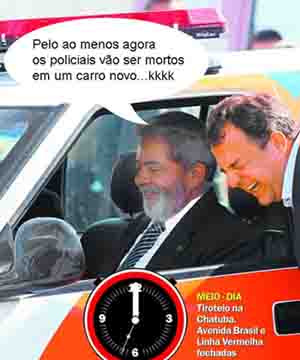 Pelo ao menos agora
os policiais vão ser mortos
em um carro novo...kkkk
MEIO - DIA
Tiroteio na
Chatuba.
Avenida Brasil e
Linha Vermelha
fechadas
12
9
3
6